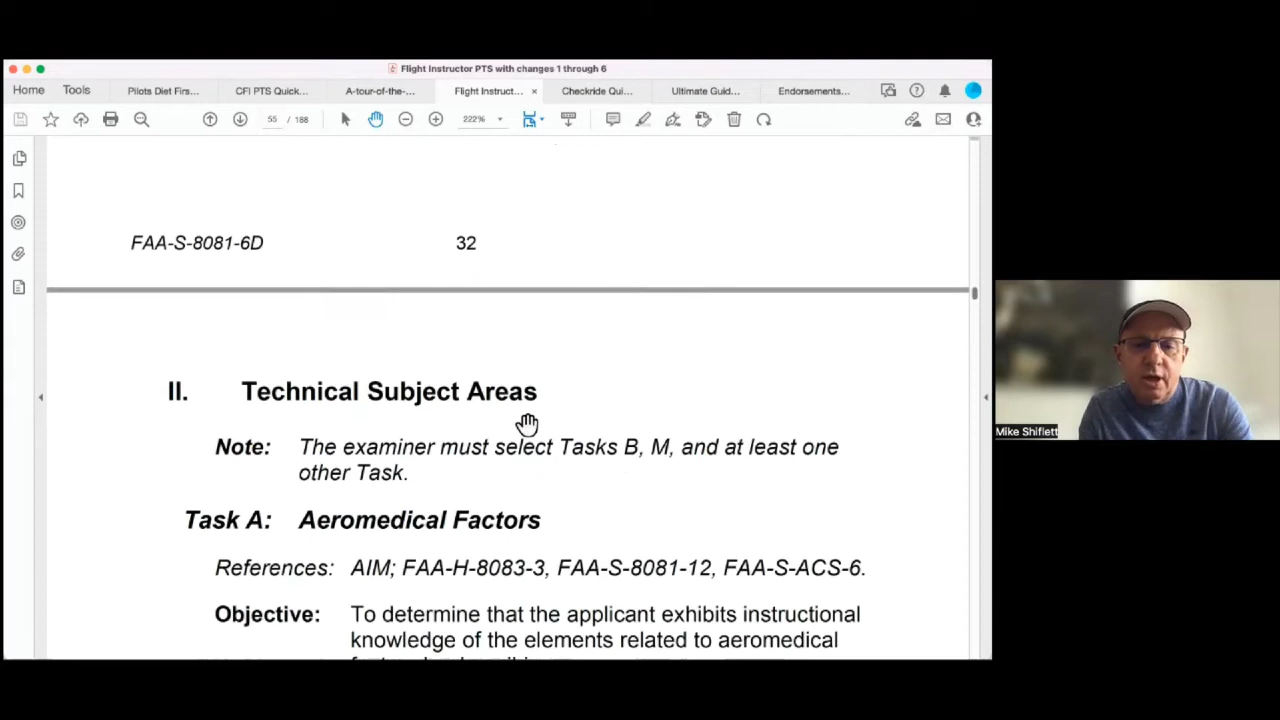 Flight Instructor PTS with changes 1 through 6
Home Tools Pilots Diet Firs... CFI PTS Quick... A-tour-of-the-... Flight Instruct... × Checkride Qui... Ultimate Guid... Endorsements...
55 / 188 222%
FAA-S-8081-6D 32
II. Technical Subject Areas
Note: The examiner must select Tasks B, M, and at least one
other Task.
Task A: Aeromedical Factors
References: AIM; FAA-H-8083-3, FAA-S-8081-12, FAA-S-ACS-6.
Objective: To determine that the applicant exhibits instructional
knowledge of the elements related to aeromedical
Mike Shiflett